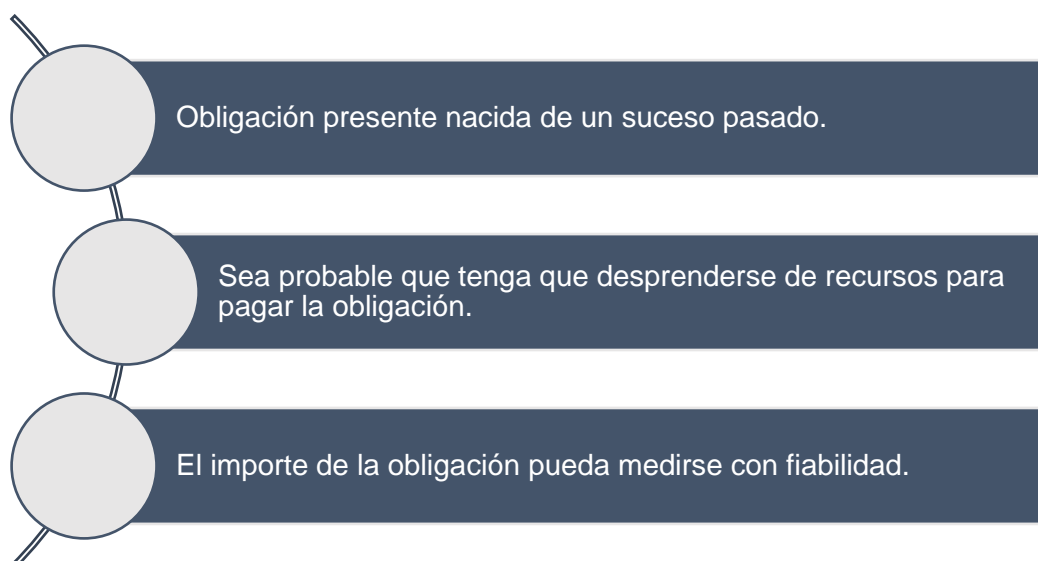 Obligación presente nacida de un suceso pasado.
Sea probable que tenga que desprenderse de recursos para
pagar la obligación.
El importe de la obligación pueda medirse con fiabilidad.